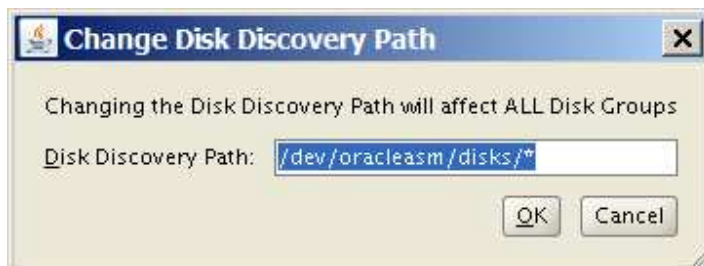 Change Disk Discovery Path
Changing the Disk Discovery Path will affect ALL Disk Groups
Disk Discovery Path: /dev/oracleasm/disks/*
OK Cancel